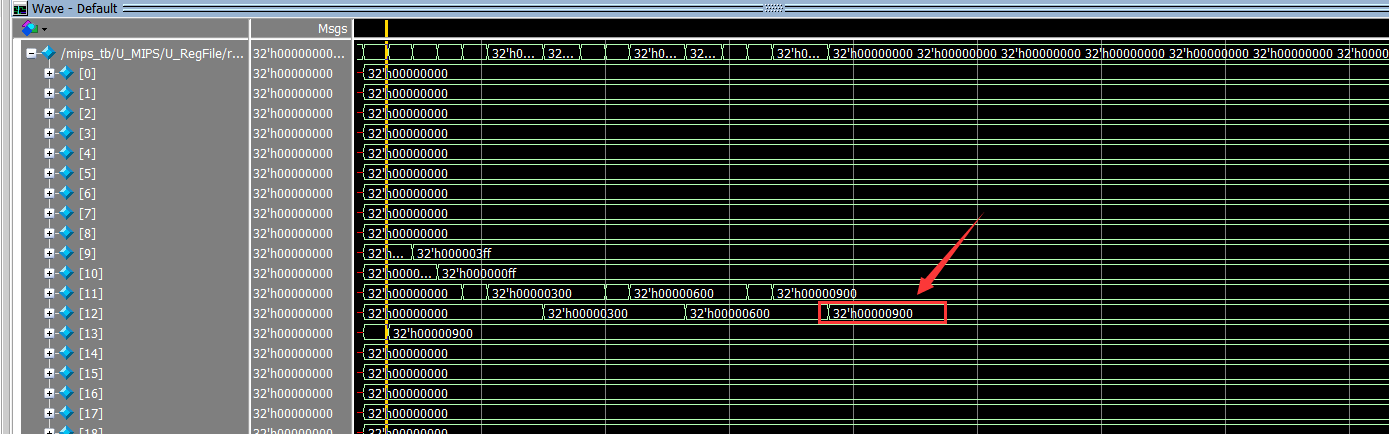 Wave - Default
Msgs
/mips_tb/U_MIPS/U_RegFile/r... 32'h00000000... 32'h0... 32... 32'h0... 32... 32'h0... 32'h00000000 32'h00000000 32'h00000000 32'h00000000 32'h00000000 32'h00000000 32'h0
[0] 32'h00000000 32'h00000000
[1] 32'h00000000 32'h00000000
[2] 32'h00000000 32'h00000000
[3] 32'h00000000 32'h00000000
[4] 32'h00000000 32'h00000000
[5] 32'h00000000 32'h00000000
[6] 32'h00000000 32'h00000000
[7] 32'h00000000 32'h00000000
[8] 32'h00000000 32'h00000000
[9] 32'h00000000 32'h... 32'h000003ff
[10] 32'h00000000 32'h0000... 32'h000000ff
[11] 32'h00000000 32'h00000000 32'h00000300 32'h00000600 32'h00000900
[12] 32'h00000000 32'h00000000 32'h00000300 32'h00000600 32'h00000900
[13] 32'h00000000 32'h00000900
[14] 32'h00000000 32'h00000000
[15] 32'h00000000 32'h00000000
[16] 32'h00000000 32'h00000000
[17] 32'h00000000 32'h00000000
[18] 32'h00000000 32'h00000000